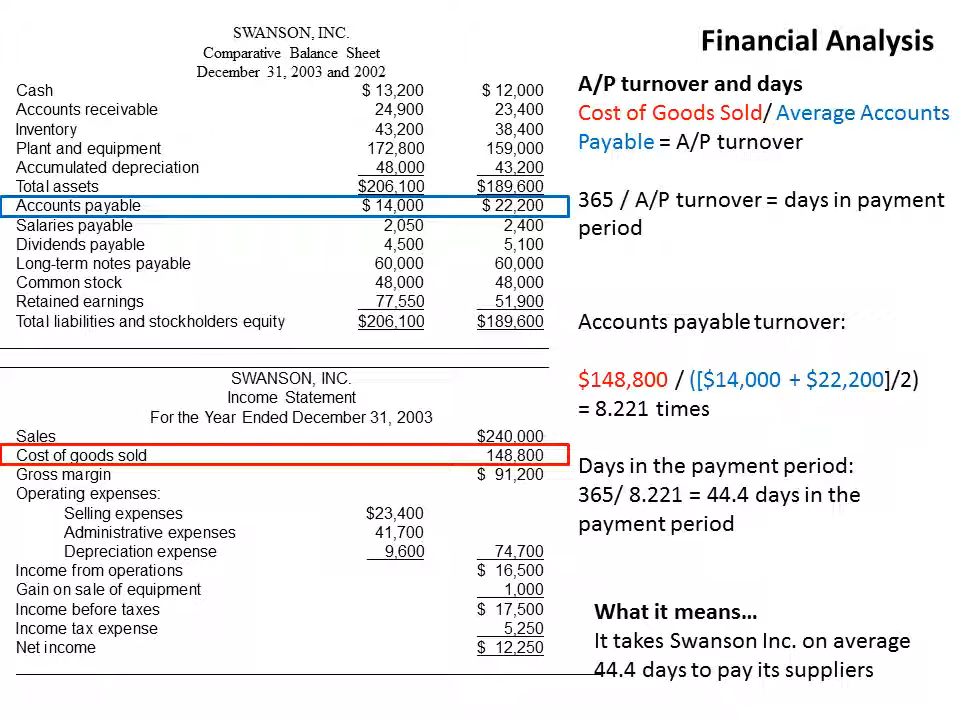 SWANSON, INC.
Comparative Balance Sheet
December 31, 2003 and 2002
Cash $ 13,200 $ 12,000
Accounts receivable 24,900 23,400
Inventory 43,200 38,400
Plant and equipment 172,800 159,000
Accumulated depreciation 48,000 43,200
Total assets $206,100 $189,600
Accounts payable $ 14,000 $ 22,200
Salaries payable 2,050 2,400
Dividends payable 4,500 5,100
Long-term notes payable 60,000 60,000
Common stock 48,000 48,000
Retained earnings 77,550 51,900
Total liabilities and stockholders equity $206,100 $189,600
SWANSON, INC.
Income Statement
For the Year Ended December 31, 2003
Sales $240,000
Cost of goods sold 148,800
Gross margin $ 91,200
Operating expenses:
Selling expenses $23,400
Administrative expenses 41,700
Depreciation expense 9,600 74,700
Income from operations $ 16,500
Gain on sale of equipment 1,000
Income before taxes $ 17,500
Income tax expense 5,250
Net income $ 12,250
Financial Analysis
A/P turnover and days
Cost of Goods Sold/ Average Accounts
Payable = A/P turnover
365 / A/P turnover = days in payment
period
Accounts payable turnover:
$148,800 / ([$14,000 + $22,200]/2)
= 8.221 times
Days in the payment period:
365/ 8.221 = 44.4 days in the
payment period
What it means…
It takes Swanson Inc. on average
44.4 days to pay its suppliers